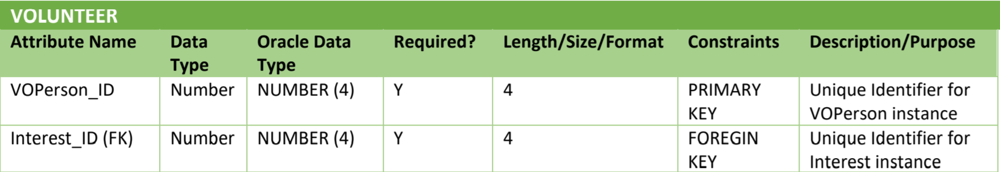 VOLUNTEER
Attribute Name Data Type Oracle Data Type Required? Length/Size/Format Constraints Description/Purpose
VOPerson_ID Number NUMBER (4) Y 4 PRIMARY KEY Unique Identifier for VOPerson instance
Interest_ID (FK) Number NUMBER (4) Y 4 FOREGIN KEY Unique Identifier for Interest instance